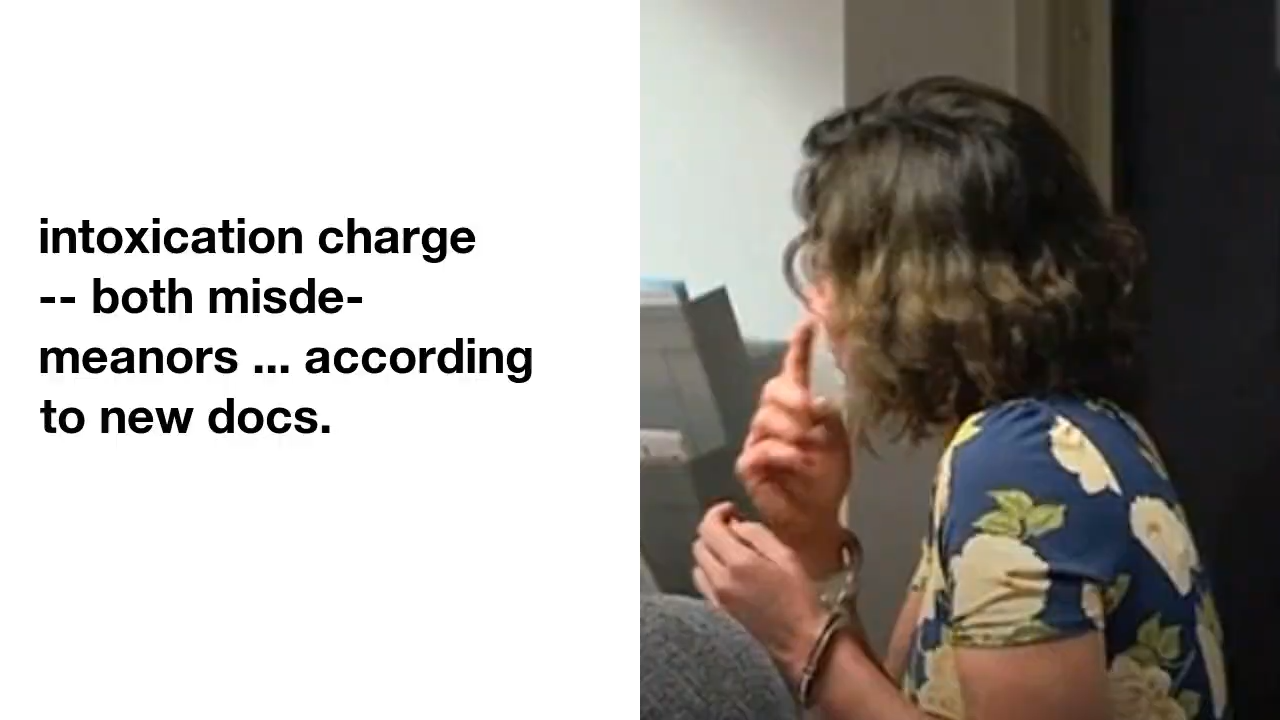 intoxication charge
-- both misde-
meanors ... according
to new docs.